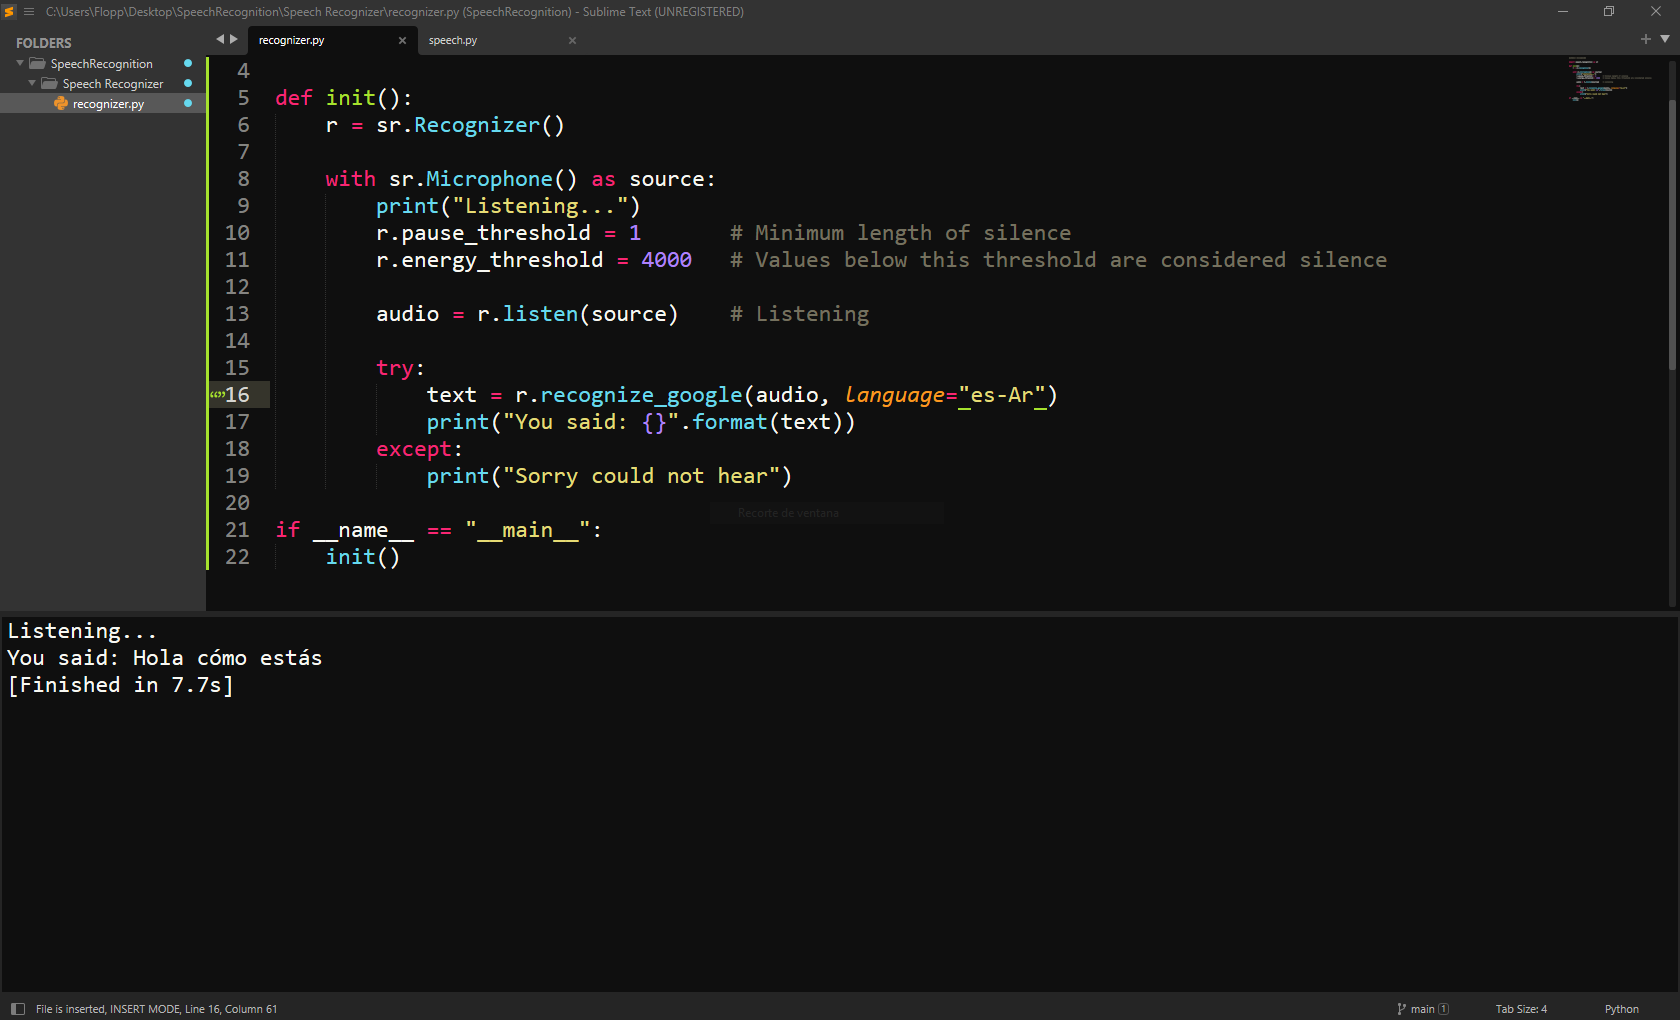 C:\Users\Flopp\Desktop\SpeechRecognition\Speech Recognizer\recognizer.py (SpeechRecognition) - Sublime Text (UNREGISTERED)
FOLDERS
SpeechRecognition
Speech Recognizer
recognizer.py
recognizer.py
speech.py
4
5 def init():
6     r = sr.Recognizer()
7
8     with sr.Microphone() as source:
9         print("Listening...")
10         r.pause_threshold = 1       # Minimum length of silence
11         r.energy_threshold = 4000   # Values below this threshold are considered silence
12
13         audio = r.listen(source)    # Listening
14
15         try:
16             text = r.recognize_google(audio, language="es-Ar")
17             print("You said: {}".format(text))
18         except:
19             print("Sorry could not hear")
20
Recorte de ventana
21 if __name__ == "__main__":
22     init()
Listening...
You said: Hola cómo estás
[Finished in 7.7s]
File is inserted, INSERT MODE, Line 16, Column 61
main 1
Tab Size: 4
Python